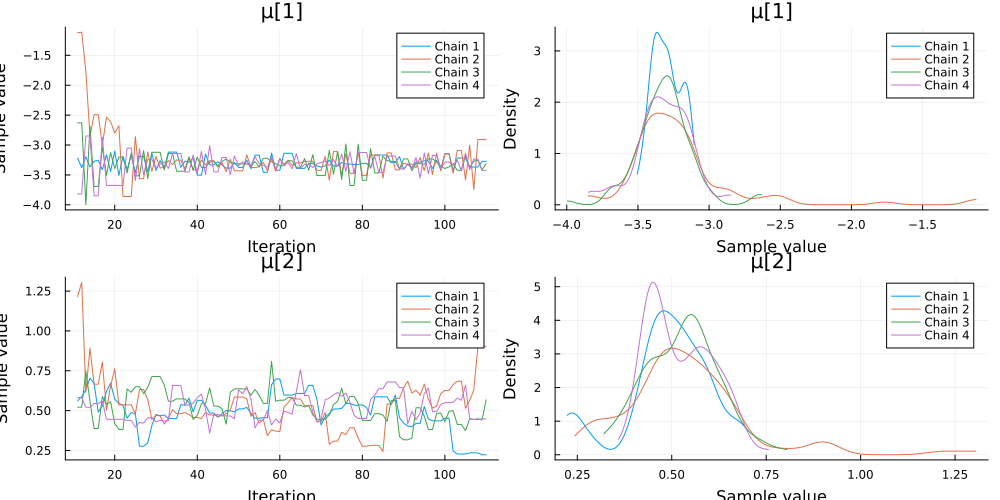 μ[1]
Sample value
−1.5
−2.0
−2.5
−3.0
−3.5
−4.0
20
40
60
80
100
Iteration
Chain 1
Chain 2
Chain 3
Chain 4
μ[1]
Density
3
2
1
0
−4.0
−3.5
−3.0
−2.5
−2.0
−1.5
Sample value
Chain 1
Chain 2
Chain 3
Chain 4
μ[2]
Sample value
1.25
1.00
0.75
0.50
0.25
20
40
60
80
100
Iteration
Chain 1
Chain 2
Chain 3
Chain 4
μ[2]
Density
5
4
3
2
1
0
0.25
0.50
0.75
1.00
1.25
Sample value
Chain 1
Chain 2
Chain 3
Chain 4